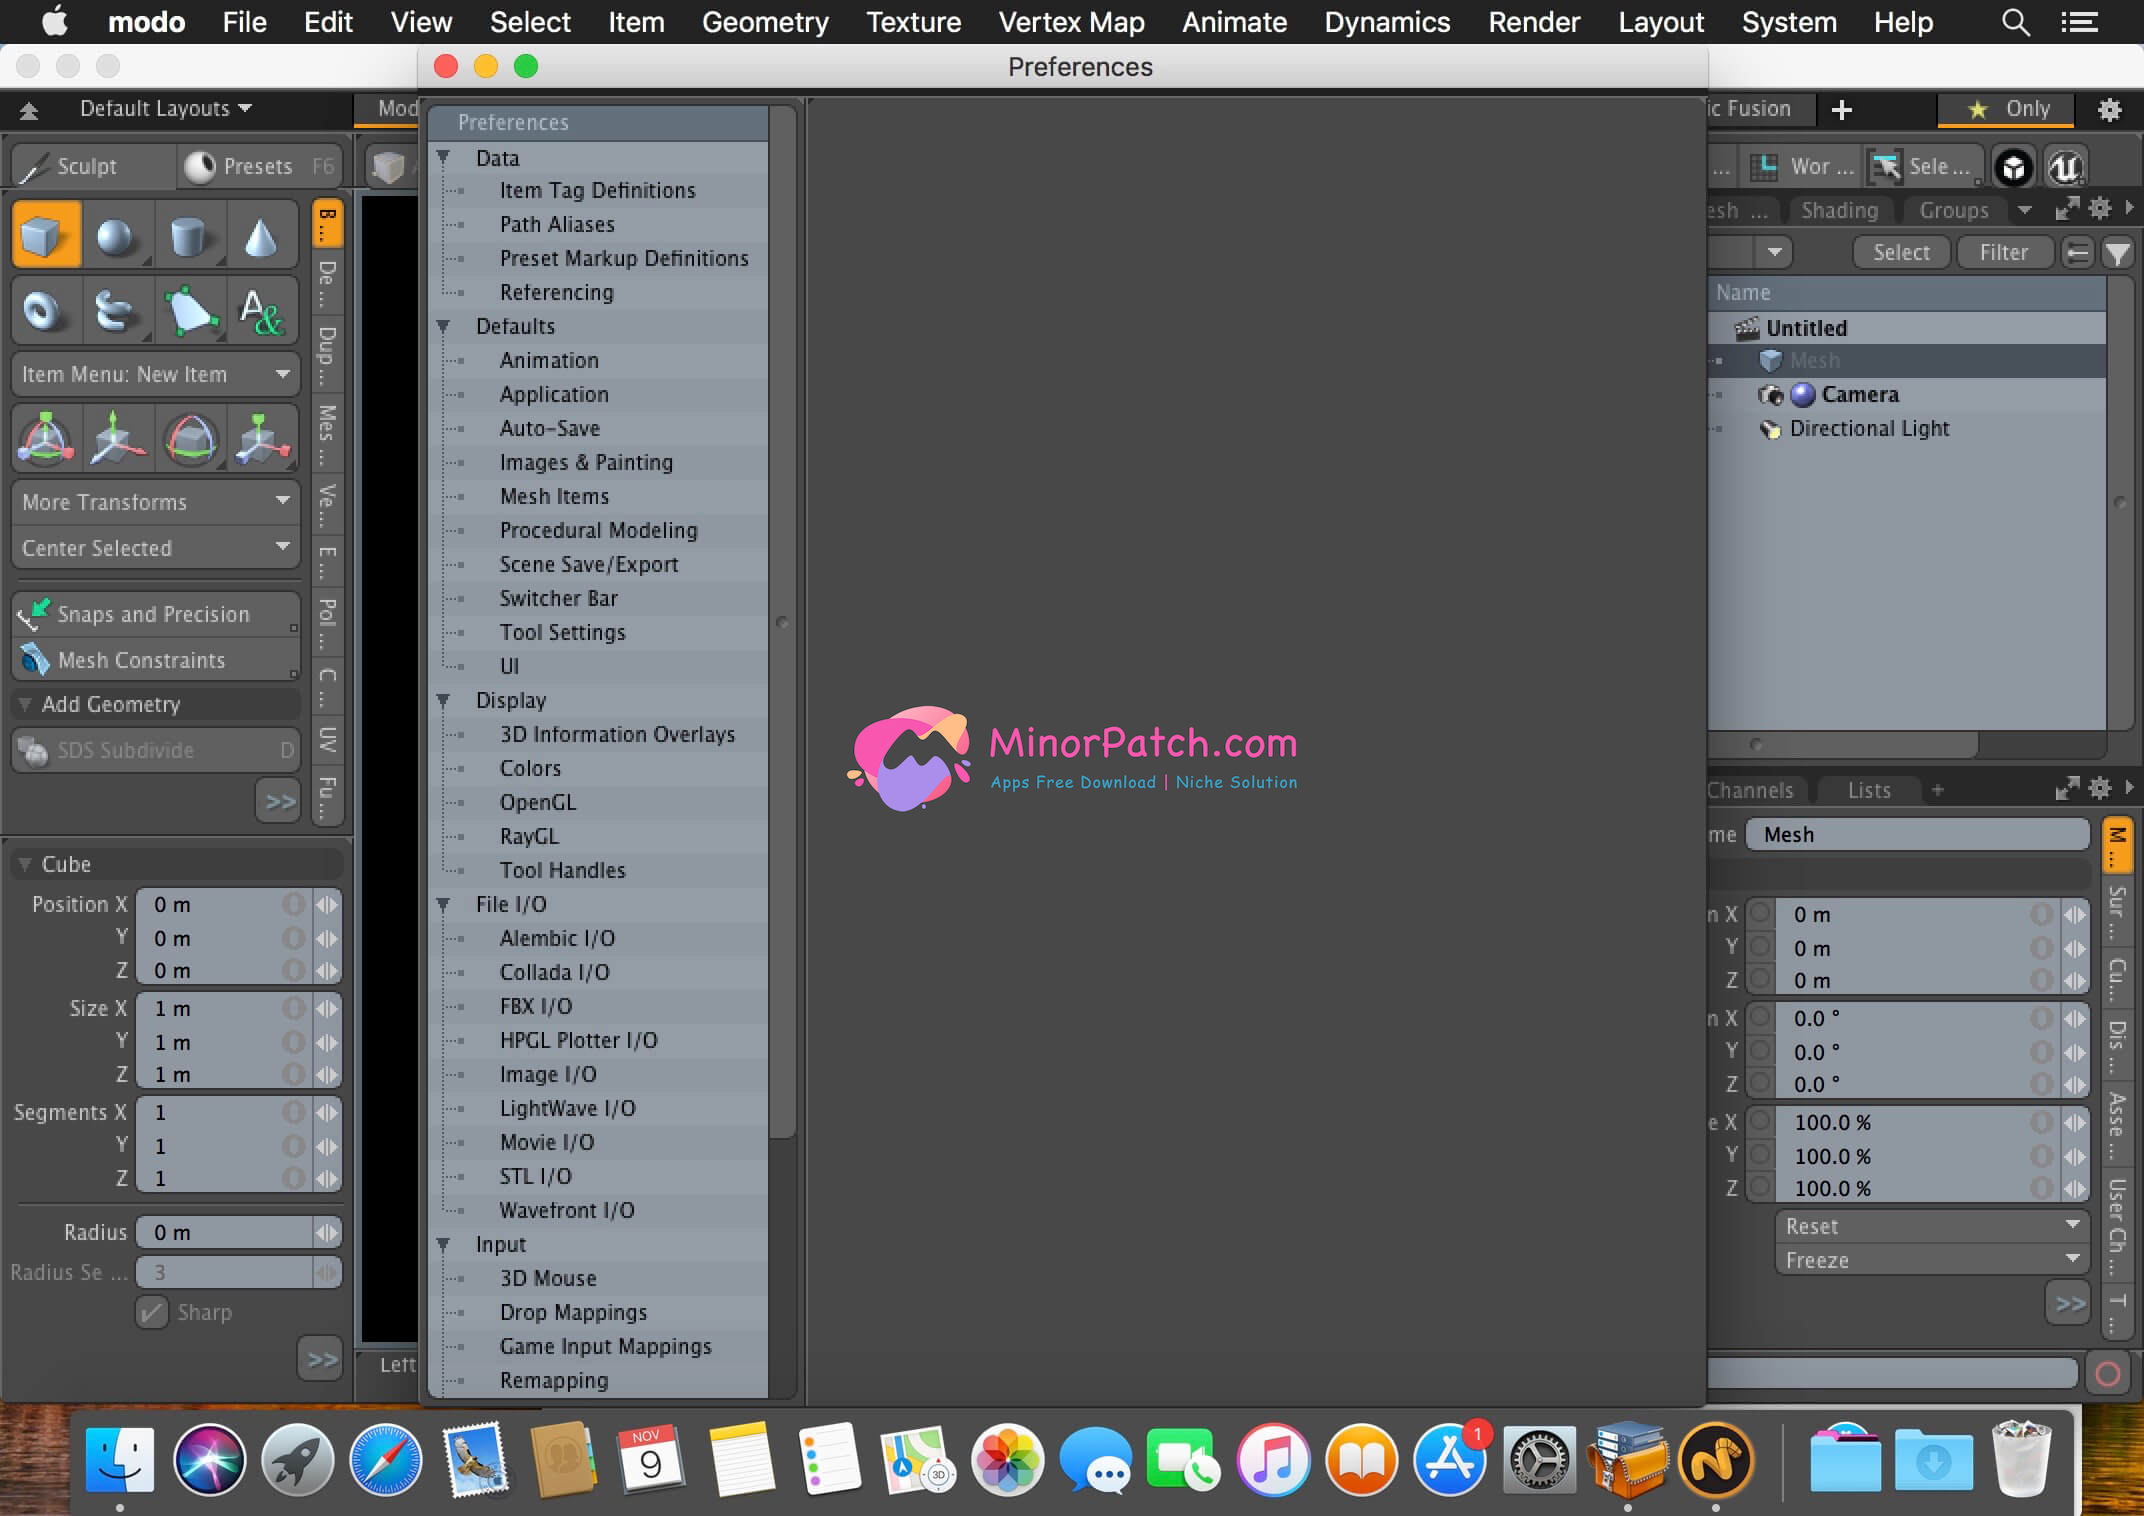 modo File Edit View Select Item Geometry Texture Vertex Map Animate Dynamics Render Layout System Help
Preferences
Default Layouts
Mod
ic Fusion
Only
Sculpt
Presets F6
Wor ...
Sele ...
esh ...
Shading
Groups
Select
Filter
B ...
De ...
Dup ...
Mes ...
Ve ...
E ...
Pol ...
C ...
UV
Fu ...
A&
Item Menu: New Item
More Transforms
Center Selected
Snaps and Precision
Mesh Constraints
Add Geometry
SDS Subdivide D
>>
Cube
Position X 0 m
Y 0 m
Z 0 m
Size X 1 m
Y 1 m
Z 1 m
Segments X 1
Y 1
Z 1
Radius 0 m
Radius Se ... 3
Sharp
>>
Left
Preferences
Data
Item Tag Definitions
Path Aliases
Preset Markup Definitions
Referencing
Defaults
Animation
Application
Auto-Save
Images & Painting
Mesh Items
Procedural Modeling
Scene Save/Export
Switcher Bar
Tool Settings
UI
Display
3D Information Overlays
Colors
OpenGL
RayGL
Tool Handles
File I/O
Alembic I/O
Collada I/O
FBX I/O
HPGL Plotter I/O
Image I/O
LightWave I/O
Movie I/O
STL I/O
Wavefront I/O
Input
3D Mouse
Drop Mappings
Game Input Mappings
Remapping
MinorPatch.com
Apps Free Download | Niche Solution
Name
Untitled
Mesh
Camera
Directional Light
Channels
Lists
+
me Mesh
n X 0 m
Y 0 m
Z 0 m
n X 0.0 °
Y 0.0 °
Z 0.0 °
e X 100.0 %
Y 100.0 %
Z 100.0 %
Reset
Freeze
>>
M ...
Sur ...
Cu ...
Dis ...
Asse ...
User Ch ...
T ...
NOV
9
3D
1